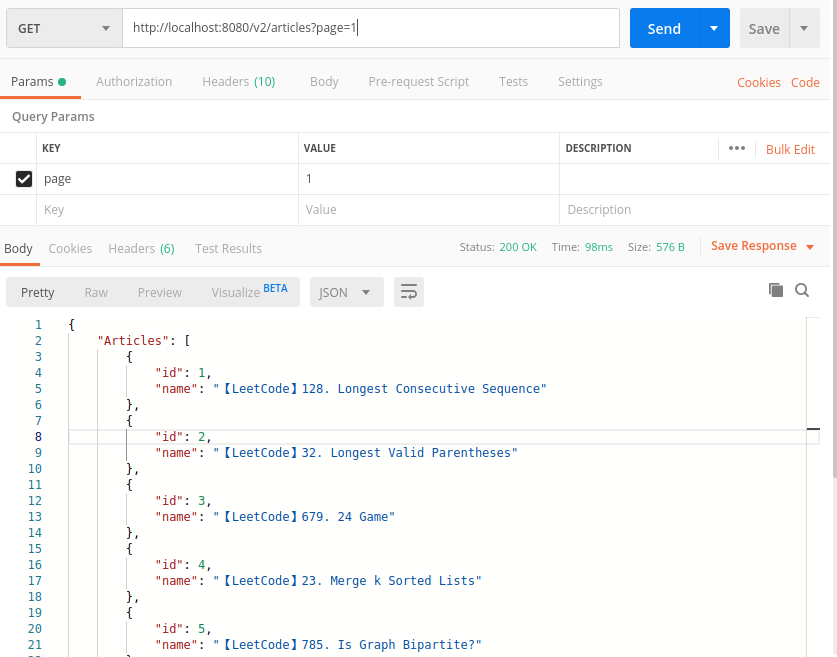 GET http://localhost:8080/v2/articles?page=1 Send Save
Params Authorization Headers (10) Body Pre-request Script Tests Settings Cookies Code
Query Params
KEY VALUE DESCRIPTION ••• Bulk Edit
page 1
Key Value Description
Body Cookies Headers (6) Test Results Status: 200 OK Time: 98ms Size: 576 B Save Response
Pretty Raw Preview Visualize BETA JSON
1 {
2 "Articles": [
3 {
4 "id": 1,
5 "name": "【LeetCode】128. Longest Consecutive Sequence"
6 },
7 {
8 "id": 2,
9 "name": "【LeetCode】32. Longest Valid Parentheses"
10 },
11 {
12 "id": 3,
13 "name": "【LeetCode】679. 24 Game"
14 },
15 {
16 "id": 4,
17 "name": "【LeetCode】23. Merge k Sorted Lists"
18 },
19 {
20 "id": 5,
21 "name": "【LeetCode】785. Is Graph Bipartite?"